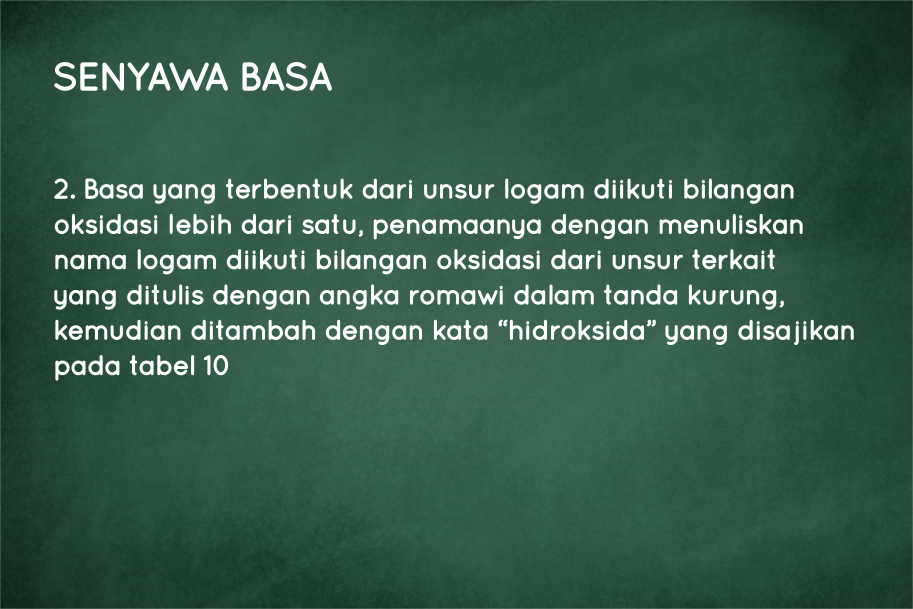 SENYAWA BASA
2. Basa yang terbentuk dari unsur logam diikuti bilangan
oksidasi lebih dari satu, penamaanya dengan menuliskan
nama logam diikuti bilangan oksidasi dari unsur terkait
yang ditulis dengan angka romawi dalam tanda kurung,
kemudian ditambah dengan kata “hidroksida” yang disajikan
pada tabel 10